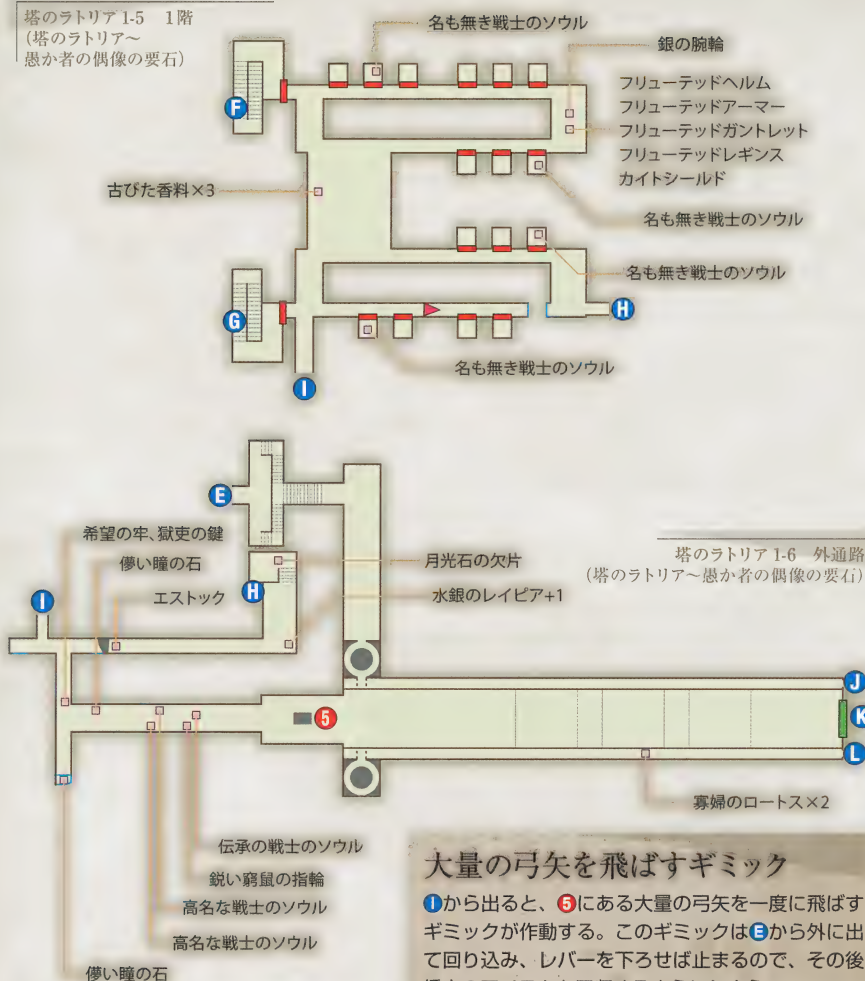 塔のラトリア 1-5　1階
(塔のラトリア～
愚か者の偶像の要石)
名も無き戦士のソウル
銀の腕輪
フリューテッドヘルム
フリューテッドアーマー
フリューテッドガントレット
フリューテッドレギンス
カイトシールド
F
古びた香料×3
名も無き戦士のソウル
名も無き戦士のソウル
G
H
名も無き戦士のソウル
I
E
塔のラトリア 1-6　外通路
(塔のラトリア～愚か者の偶像の要石)
希望の牢、獄吏の鍵
儚い瞳の石
エストック
月光石の欠片
水銀のレイピア+1
H
I
J
K
L
5
寡婦のロートス×2
伝承の戦士のソウル
鋭い窮鼠の指輪
高名な戦士のソウル
高名な戦士のソウル
儚い瞳の石
大量の弓矢を飛ばすギミック
Iから出ると、5にある大量の弓矢を一度に飛ばす
ギミックが作動する。このギミックはEから外に出
て回り込み、レバーを下ろせば止まるので、その後